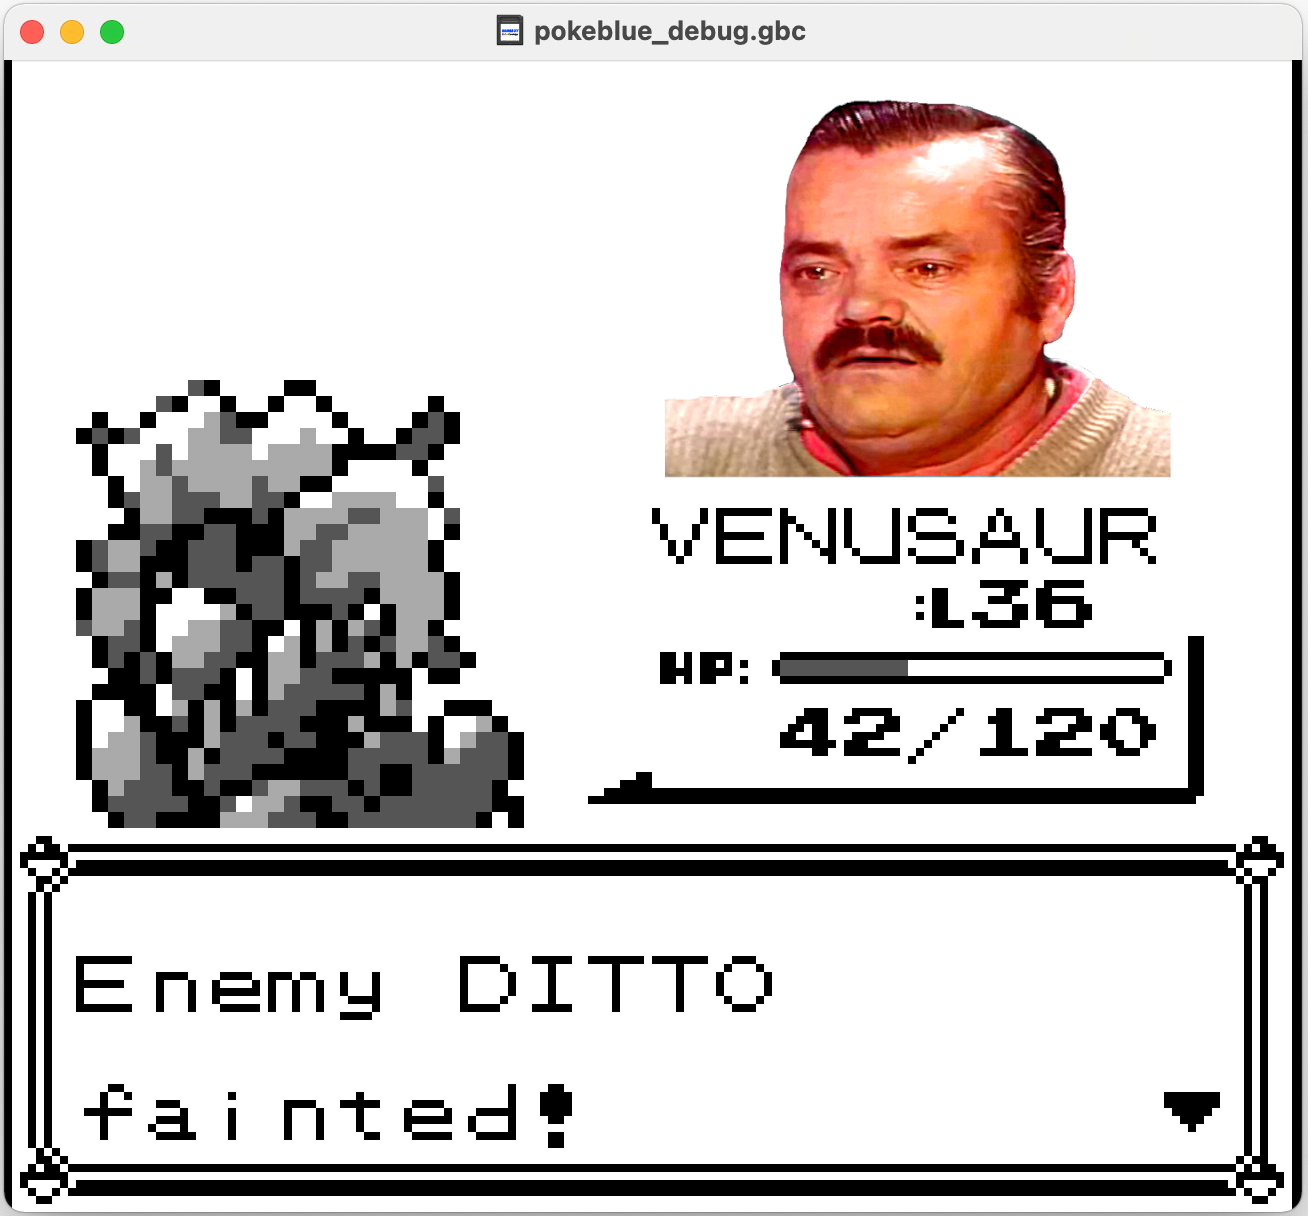 pokeblue_debug.gbc
VENUSAUR
:L36
HP:
42/120
Enemy DITTO
fainted!